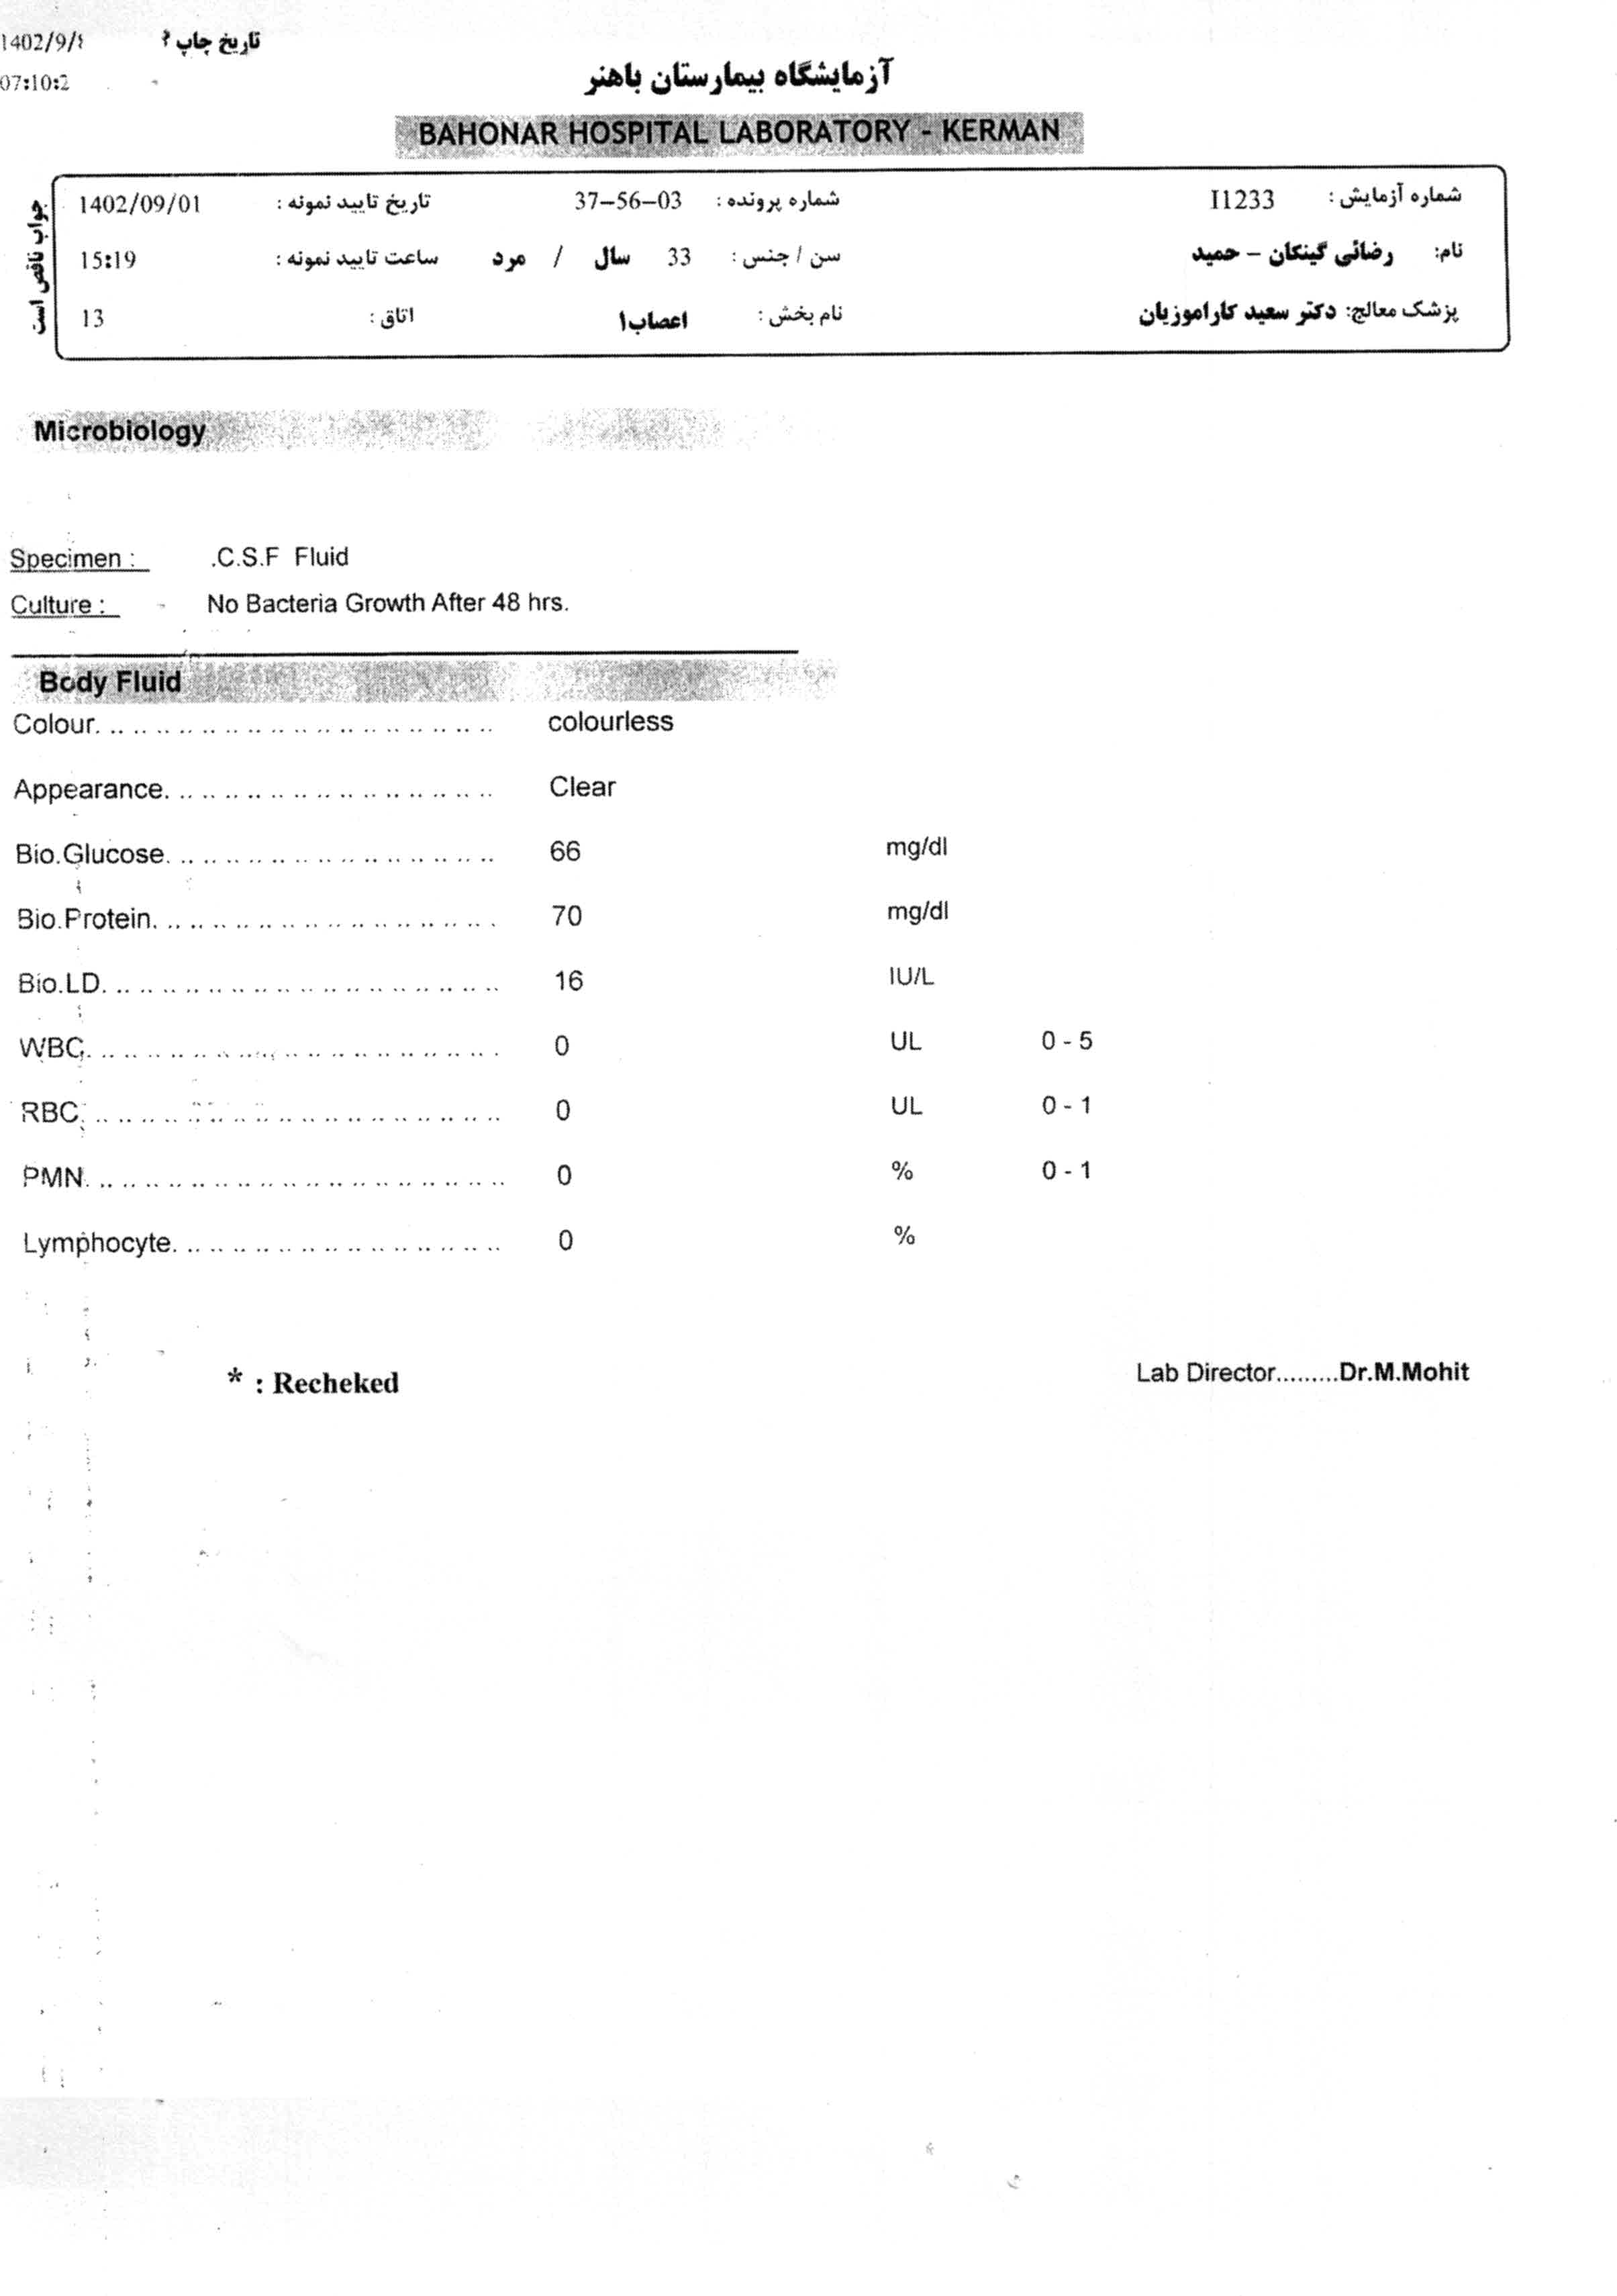 تاریخ چاپ ? 1402/9/
07:10:2
آزمایشگاه بیمارستان باهنر
BAHONAR HOSPITAL LABORATORY - KERMAN
شماره آزمایش : I1233 شماره پرونده : 37-56-03 تاریخ تایید نمونه : 1402/09/01
نام: رضائی گینکان - حمید سن / جنس : 33 سال / مرد ساعت تایید نمونه : 15:19
پزشک معالج: دکتر سعید کاراموزیان نام بخش : اعصاب۱ اتاق : 13
جواب ناقص است
Microbiology
Specimen : .C.S.F Fluid
Culture : No Bacteria Growth After 48 hrs.
Body Fluid
Colour. .. .. .. .. .. .. .. .. .. .. .. .. .. .. .. .. .. colourless
Appearance. .. .. .. .. .. .. .. .. .. .. .. .. .. .. Clear
Bio.Glucose. .. .. .. .. .. .. .. .. .. .. .. .. .. .. 66 mg/dl
Bio.Protein. .. .. .. .. .. .. .. .. .. .. .. .. .. .. . 70 mg/dl
Bio.LD. .. .. .. .. .. .. .. .. .. .. .. .. .. .. .. .. .. 16 IU/L
WBC. .. .. .. .. .. .. .. .. .. .. .. .. .. .. .. .. .. . 0 UL 0 - 5
RBC. .. .. .. .. .. .. .. .. .. .. .. .. .. .. .. .. .. .. 0 UL 0 - 1
PMN. .. .. .. .. .. .. .. .. .. .. .. .. .. .. .. .. .. .. 0 % 0 - 1
Lymphocyte. .. .. .. .. .. .. .. .. .. .. .. .. .. .. 0 %
* : Recheked
Lab Director.........Dr.M.Mohit